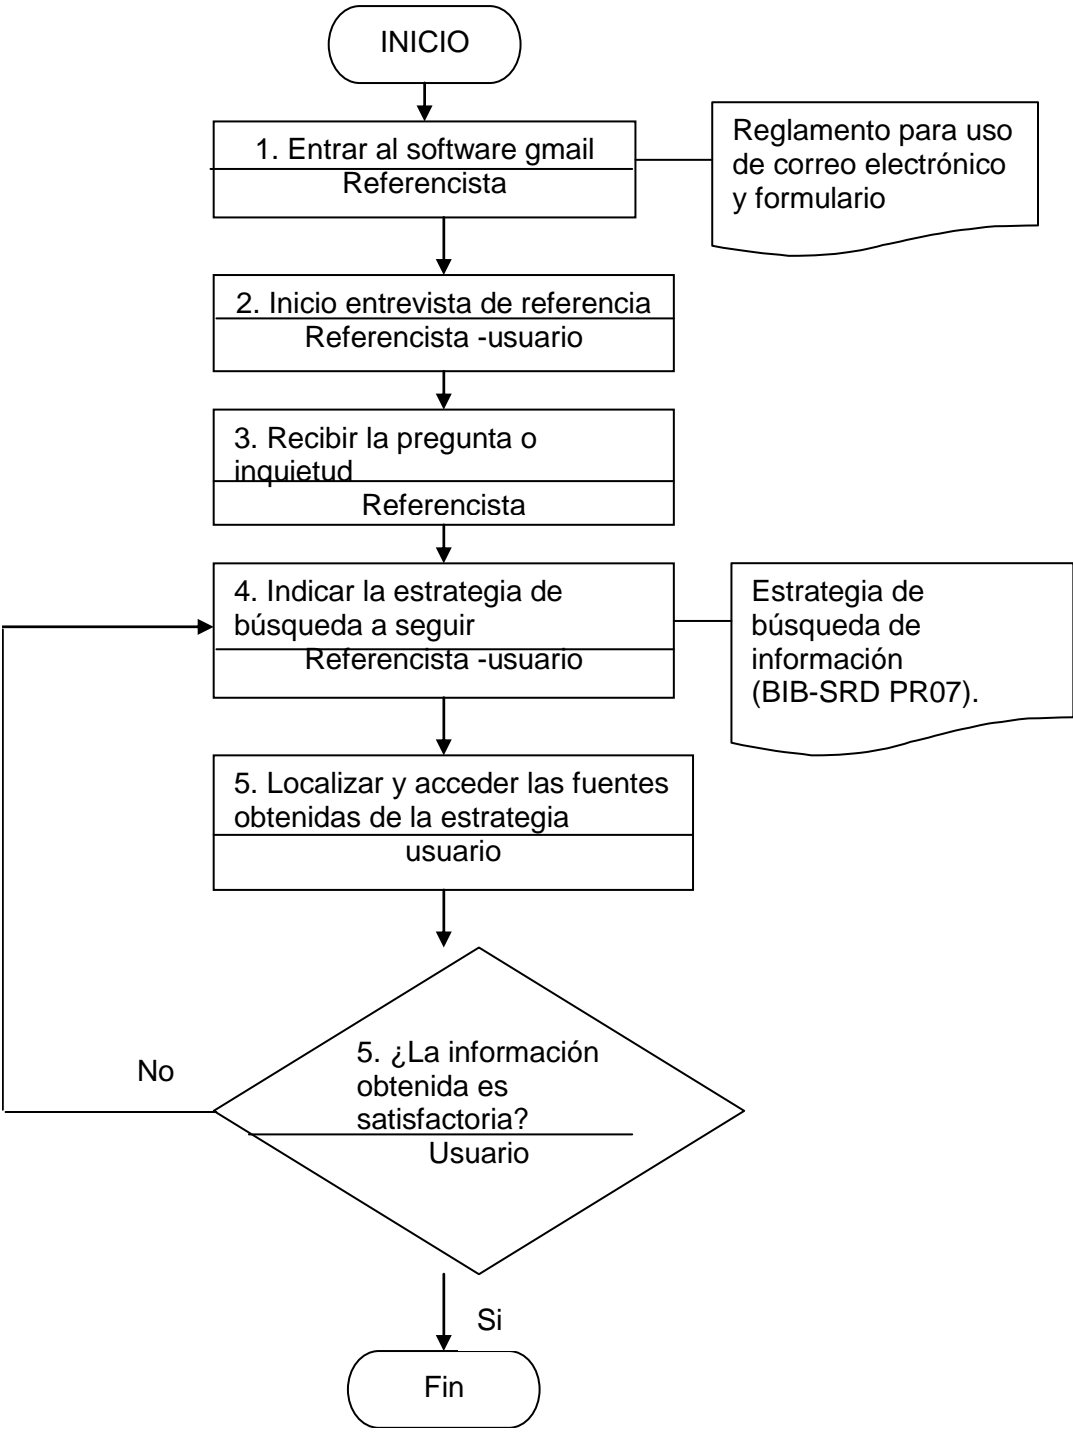 INICIO
1. Entrar al software gmail
Referencista
Reglamento para uso
de correo electrónico
y formulario
2. Inicio entrevista de referencia
Referencista -usuario
3. Recibir la pregunta o
inquietud
Referencista
4. Indicar la estrategia de
búsqueda a seguir
Referencista -usuario
Estrategia de
búsqueda de
información
(BIB-SRD PR07).
5. Localizar y acceder las fuentes
obtenidas de la estrategia
usuario
5. ¿La información
obtenida es
satisfactoria?
Usuario
No
Si
Fin